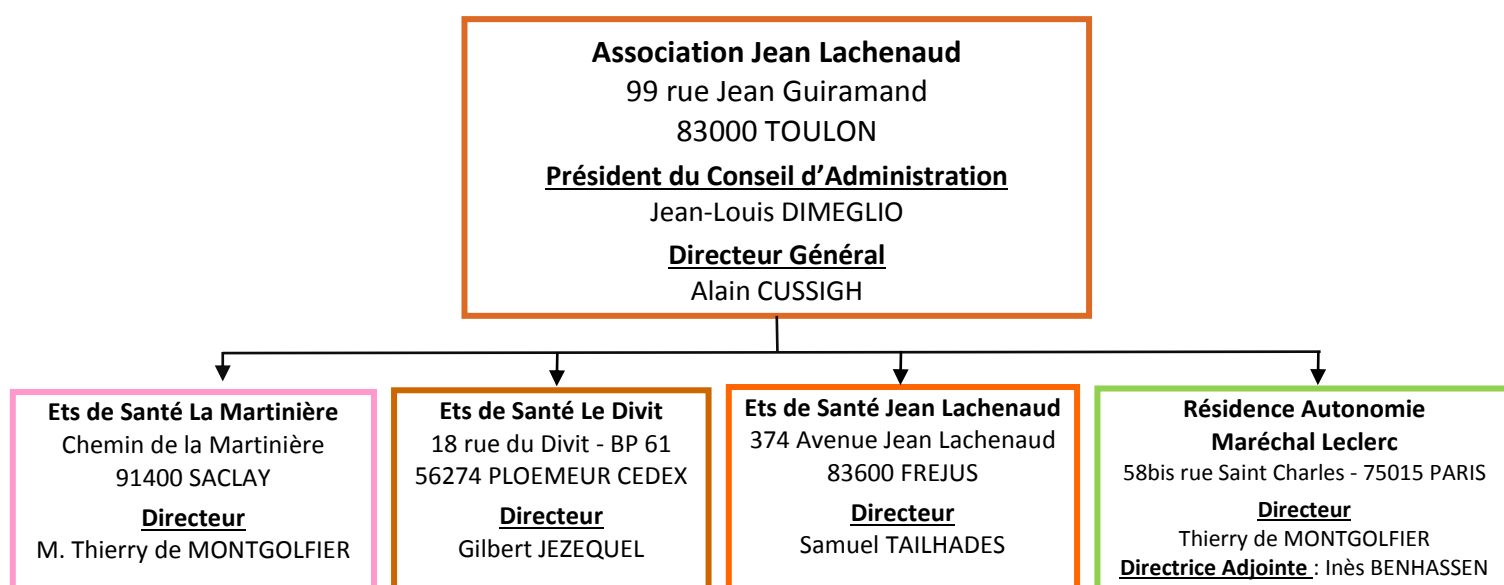 Association Jean Lachenaud
99 rue Jean Guiramand
83000 TOULON
Président du Conseil d’Administration
Jean-Louis DIMEGLIO
Directeur Général
Alain CUSSIGH
Ets de Santé La Martinière
Chemin de la Martinière
91400 SACLAY
Directeur
M. Thierry de MONTGOLFIER
Ets de Santé Le Divit
18 rue du Divit - BP 61
56274 PLOEMEUR CEDEX
Directeur
Gilbert JEZEQUEL
Ets de Santé Jean Lachenaud
374 Avenue Jean Lachenaud
83600 FREJUS
Directeur
Samuel TAILHADES
Résidence Autonomie
Maréchal Leclerc
58bis rue Saint Charles - 75015 PARIS
Directeur
Thierry de MONTGOLFIER
Directrice Adjointe : Inès BENHASSEN